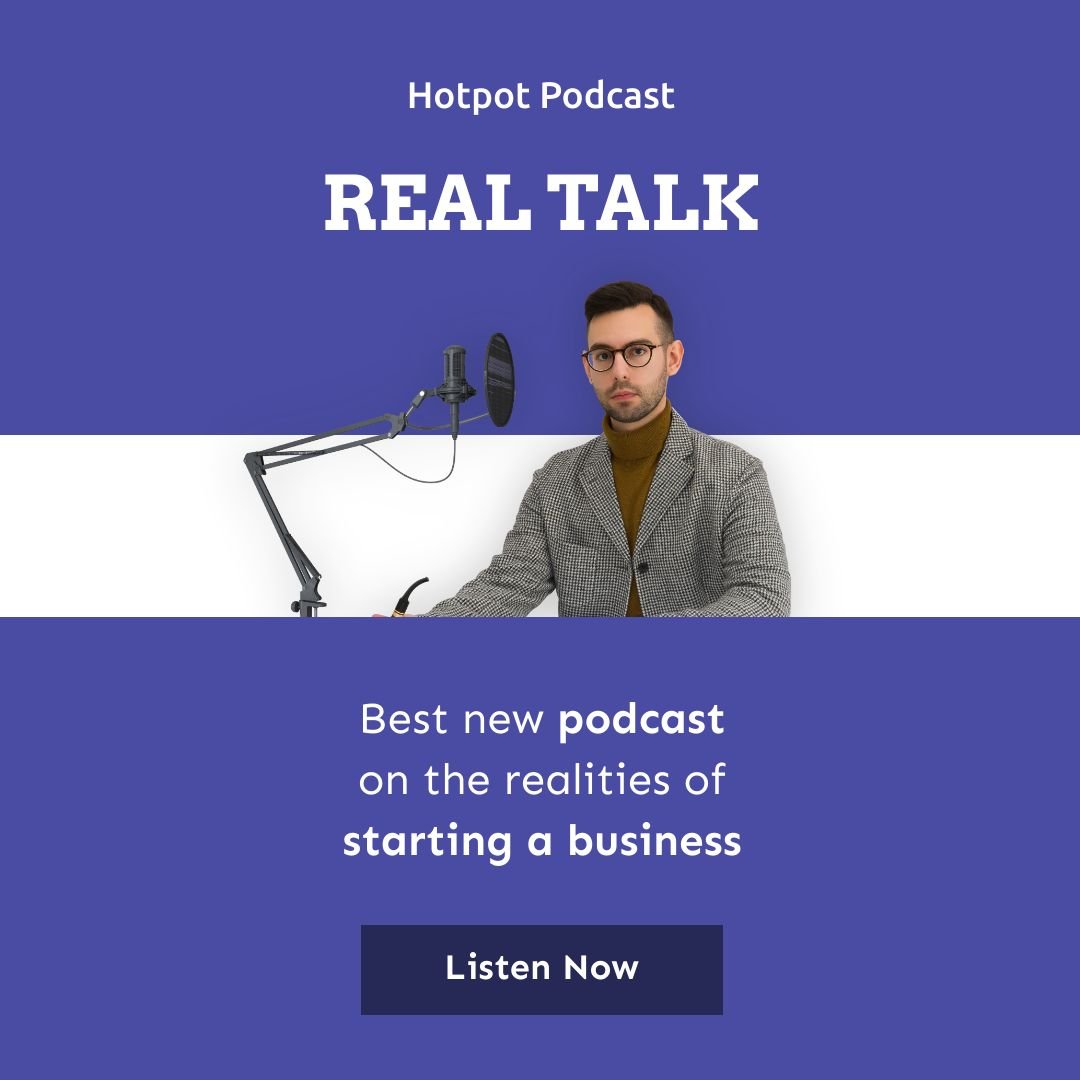 Hotpot Podcast
REAL TALK
Best new podcast
on the realities of
starting a business
Listen Now